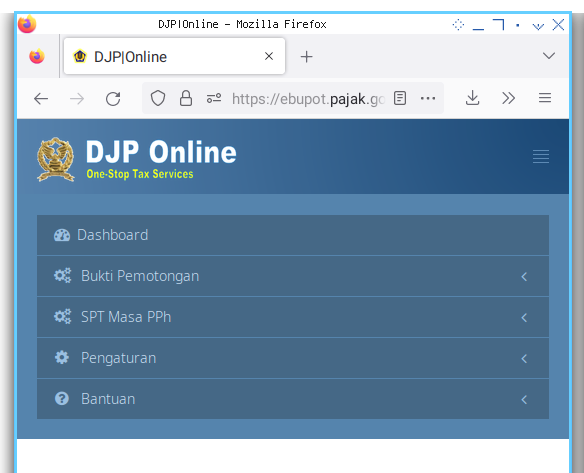 DJP|Online - Mozilla Firefox
DJP|Online
https://ebupot.pajak.go
DJP Online
One-Stop Tax Services
Dashboard
Bukti Pemotongan
SPT Masa PPh
Pengaturan
Bantuan